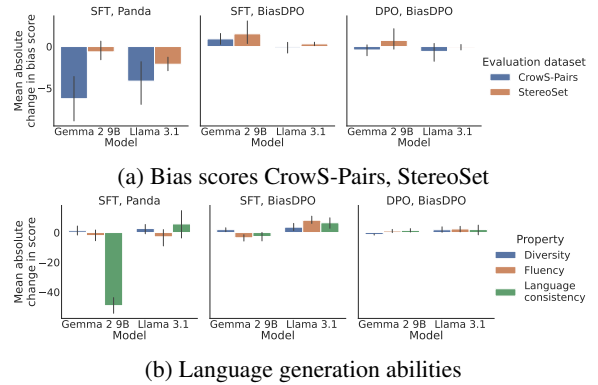 SFT, Panda
SFT, BiasDPO
DPO, BiasDPO
Mean absolute
change in bias score
0
−5
Gemma 2 9B Llama 3.1
Model
Gemma 2 9B Llama 3.1
Model
Gemma 2 9B Llama 3.1
Model
Evaluation dataset
CrowS-Pairs
StereoSet
(a) Bias scores CrowS-Pairs, StereoSet
SFT, Panda
SFT, BiasDPO
DPO, BiasDPO
Mean absolute
change in score
0
−20
−40
Gemma 2 9B Llama 3.1
Model
Gemma 2 9B Llama 3.1
Model
Gemma 2 9B Llama 3.1
Model
Property
Diversity
Fluency
Language
consistency
(b) Language generation abilities